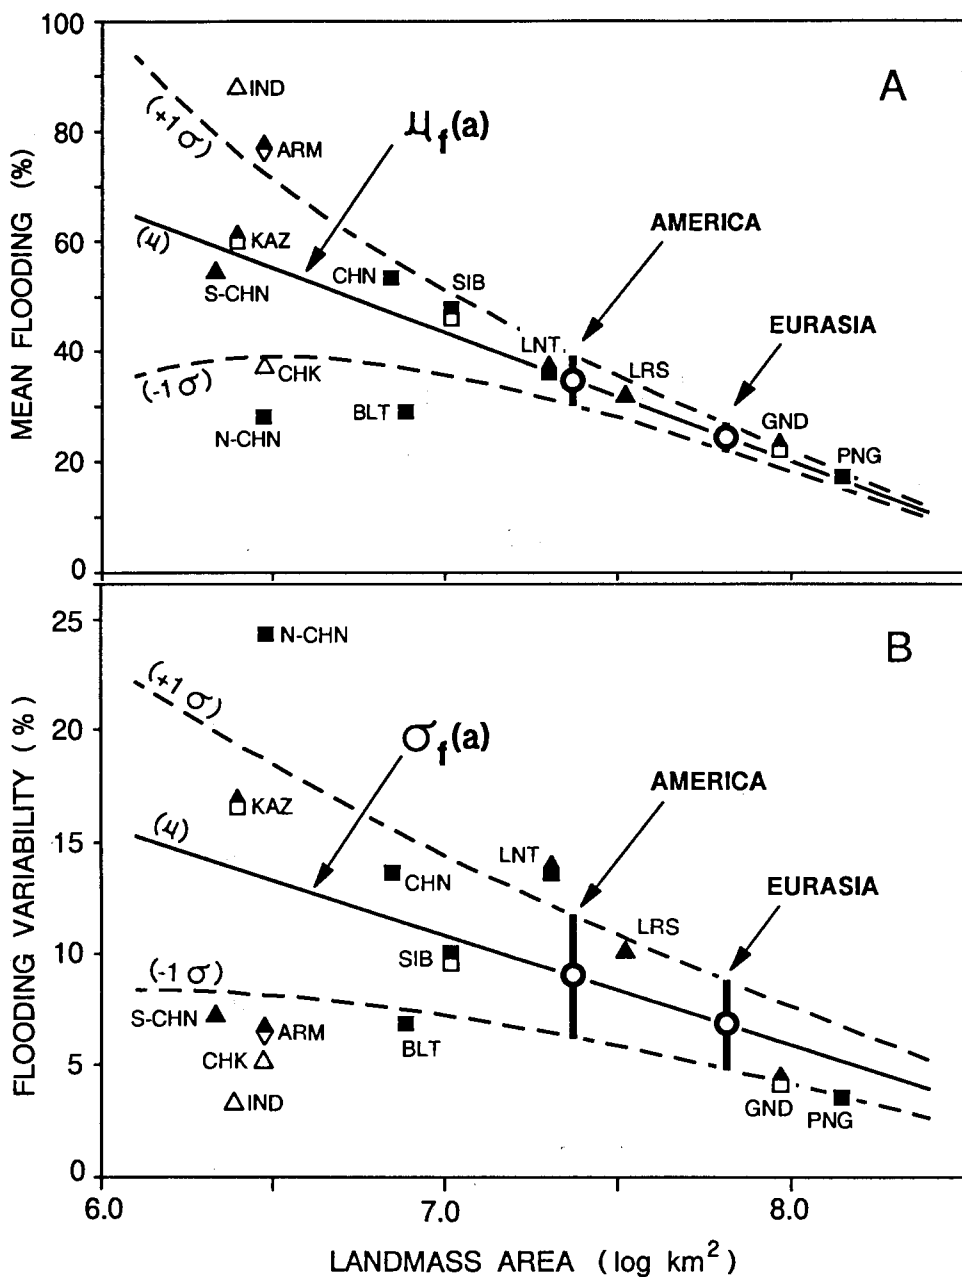 100
80
60
40
20
0
MEAN FLOODING (%)
A
(+1 σ)
(μ)
(-1 σ)
μf(a)
IND
ARM
KAZ
S-CHN
CHK
N-CHN
CHN
BLT
SIB
LNT
AMERICA
LRS
EURASIA
GND
PNG
25
20
15
10
5
0
FLOODING VARIABILITY (%)
B
(+1 σ)
(μ)
(-1 σ)
σf(a)
N-CHN
KAZ
CHN
SIB
S-CHN
ARM
CHK
IND
BLT
LNT
AMERICA
LRS
EURASIA
GND
PNG
6.0 7.0 8.0
LANDMASS AREA (log km²)